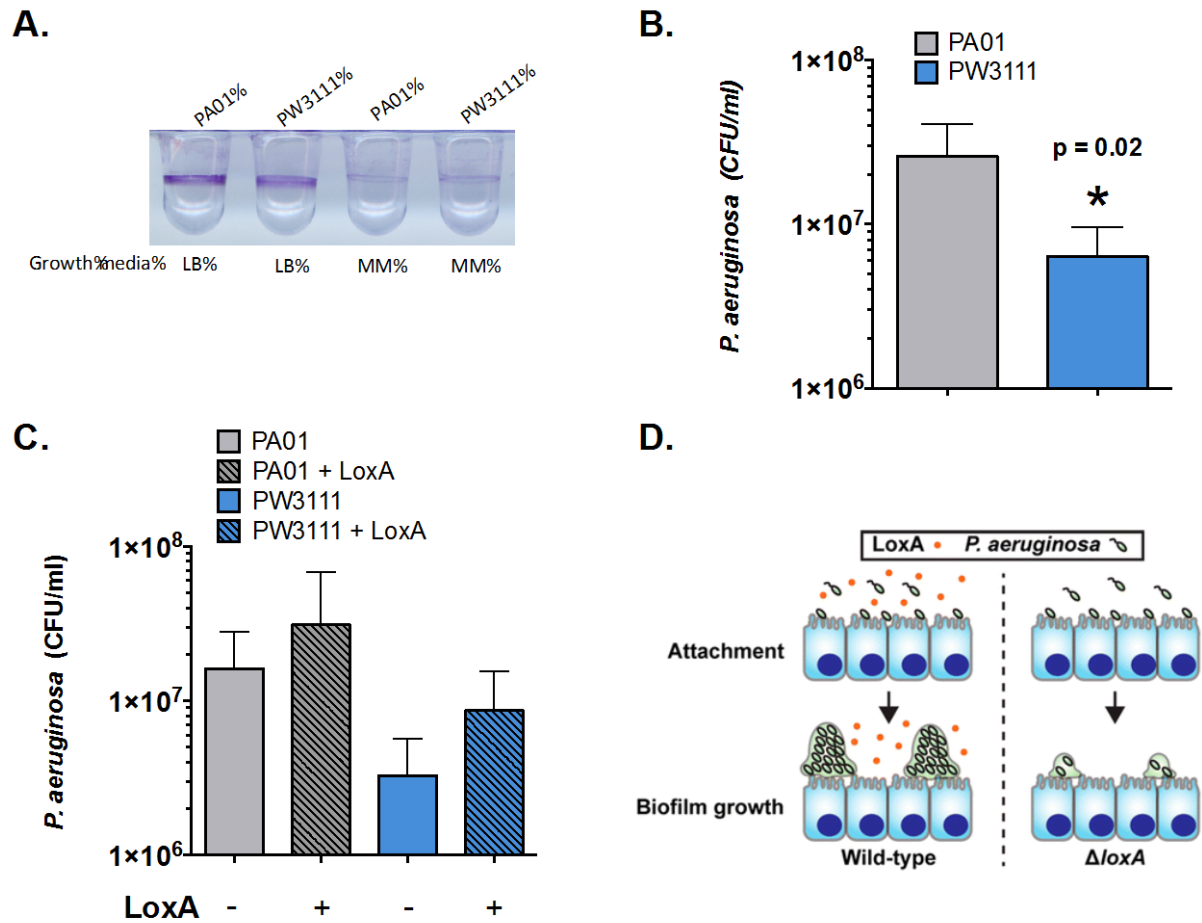 A.
PA01% PW3111% PA01% PW3111%
Growth% media% LB% LB% MM% MM%
B.
PA01
PW3111
P. aeruginosa (CFU/ml)
1×10⁸
1×10⁷
1×10⁶
p = 0.02
*
C.
PA01
PA01 + LoxA
PW3111
PW3111 + LoxA
P. aeruginosa (CFU/ml)
1×10⁸
1×10⁷
1×10⁶
LoxA - + - +
D.
LoxA P. aeruginosa
Attachment
Biofilm growth
Wild-type ΔloxA